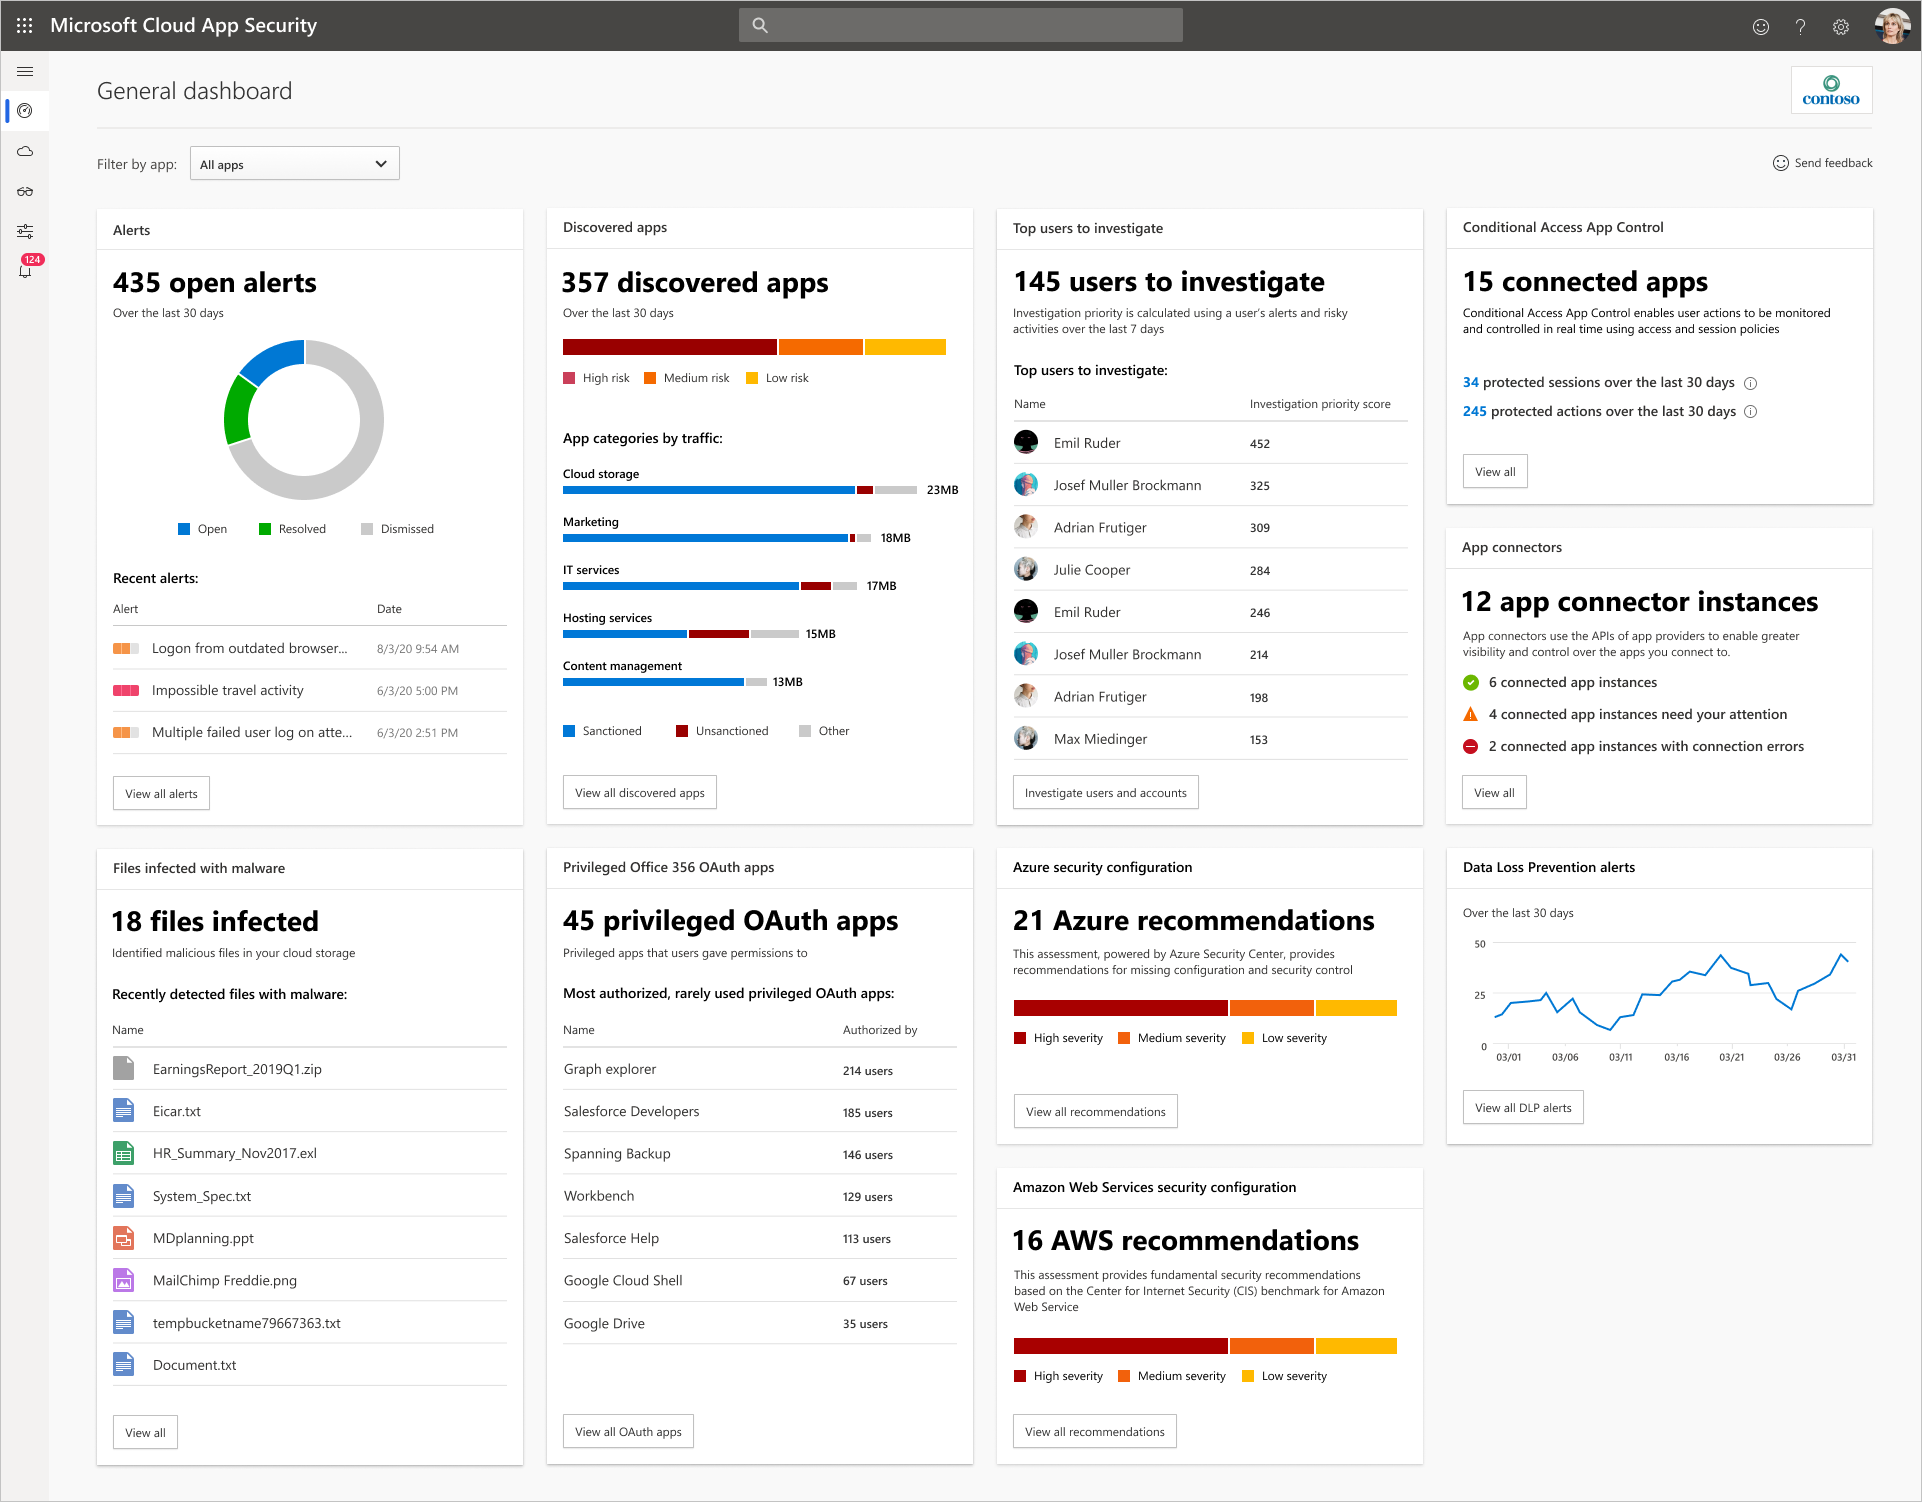 Microsoft Cloud App Security
General dashboard
contoso
Filter by app:
All apps
Send feedback
124
Alerts
435 open alerts
Over the last 30 days
Open
Resolved
Dismissed
Recent alerts:
Alert
Date
Logon from outdated browser...
8/3/20 9:54 AM
Impossible travel activity
6/3/20 5:00 PM
Multiple failed user log on atte...
6/3/20 2:51 PM
View all alerts
Discovered apps
357 discovered apps
Over the last 30 days
High risk
Medium risk
Low risk
App categories by traffic:
Cloud storage
23MB
Marketing
18MB
IT services
17MB
Hosting services
15MB
Content management
13MB
Sanctioned
Unsanctioned
Other
View all discovered apps
Top users to investigate
145 users to investigate
Investigation priority is calculated using a user's alerts and risky
activities over the last 7 days
Top users to investigate:
Name
Investigation priority score
Emil Ruder
452
Josef Muller Brockmann
325
Adrian Frutiger
309
Julie Cooper
284
Emil Ruder
246
Josef Muller Brockmann
214
Adrian Frutiger
198
Max Miedinger
153
Investigate users and accounts
Conditional Access App Control
15 connected apps
Conditional Access App Control enables user actions to be monitored
and controlled in real time using access and session policies
34 protected sessions over the last 30 days
245 protected actions over the last 30 days
View all
App connectors
12 app connector instances
App connectors use the APIs of app providers to enable greater
visibility and control over the apps you connect to.
6 connected app instances
4 connected app instances need your attention
2 connected app instances with connection errors
View all
Files infected with malware
18 files infected
Identified malicious files in your cloud storage
Recently detected files with malware:
Name
EarningsReport_2019Q1.zip
Eicar.txt
HR_Summary_Nov2017.exl
System_Spec.txt
MDplanning.ppt
MailChimp Freddie.png
tempbucketname79667363.txt
Document.txt
View all
Privileged Office 356 OAuth apps
45 privileged OAuth apps
Privileged apps that users gave permissions to
Most authorized, rarely used privileged OAuth apps:
Name
Authorized by
Graph explorer
214 users
Salesforce Developers
185 users
Spanning Backup
146 users
Workbench
129 users
Salesforce Help
113 users
Google Cloud Shell
67 users
Google Drive
35 users
View all OAuth apps
Azure security configuration
21 Azure recommendations
This assessment, powered by Azure Security Center, provides
recommendations for missing configuration and security control
High severity
Medium severity
Low severity
View all recommendations
Amazon Web Services security configuration
16 AWS recommendations
This assessment provides fundamental security recommendations
based on the Center for Internet Security (CIS) benchmark for Amazon
Web Service
High severity
Medium severity
Low severity
View all recommendations
Data Loss Prevention alerts
Over the last 30 days
50
25
0
03/01
03/06
03/11
03/16
03/21
03/26
03/31
View all DLP alerts